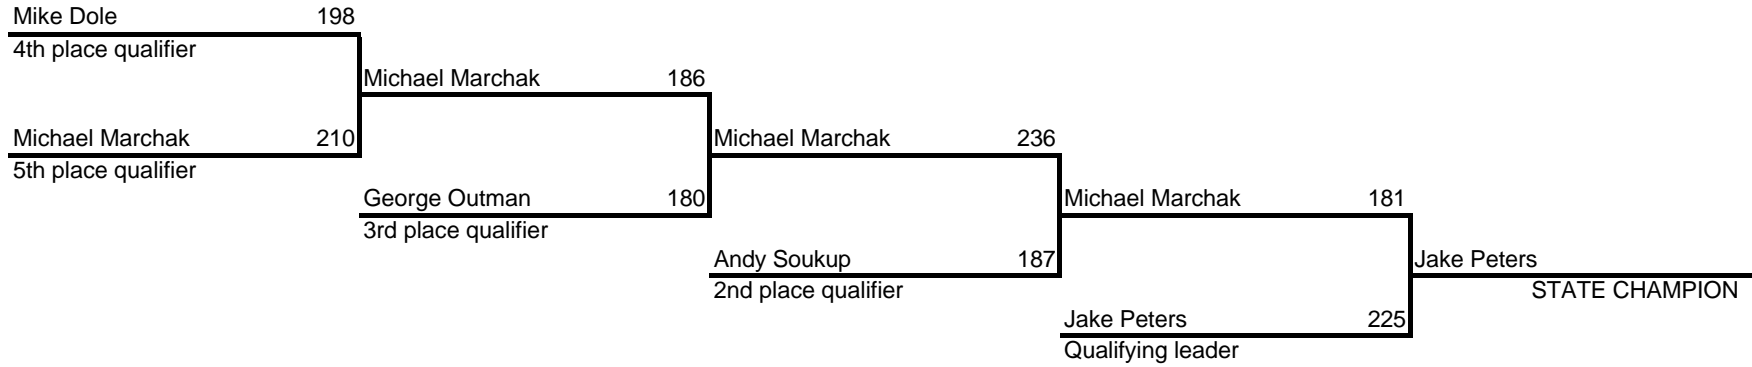 Mike Dole 198
4th place qualifier
Michael Marchak 186
Michael Marchak 210
5th place qualifier
Michael Marchak 236
George Outman 180
3rd place qualifier
Michael Marchak 181
Andy Soukup 187
2nd place qualifier
Jake Peters
STATE CHAMPION
Jake Peters 225
Qualifying leader